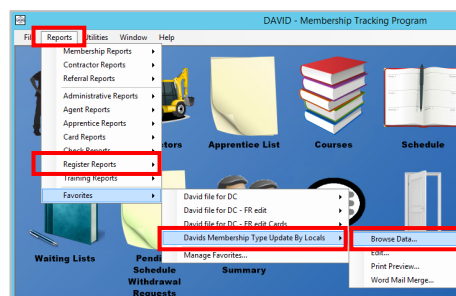 DAVID - Membership Tracking Program
Reports Utilities Window Help
Membership Reports
Contractor Reports
Referral Reports
Administrative Reports
Agent Reports
Apprentice Reports
Card Reports
Check Reports
Register Reports
Training Reports
Favorites
Apprentice List
Courses
Schedule
David file for DC
David file for DC - FR edit
David file for DC - FR edit Cards
Davids Membership Type Update By Locals
Manage Favorites...
Browse Data...
Edit...
Print Preview...
Word Mail Merge...
Waiting Lists
Schedule
Withdrawal
Requests
Summary